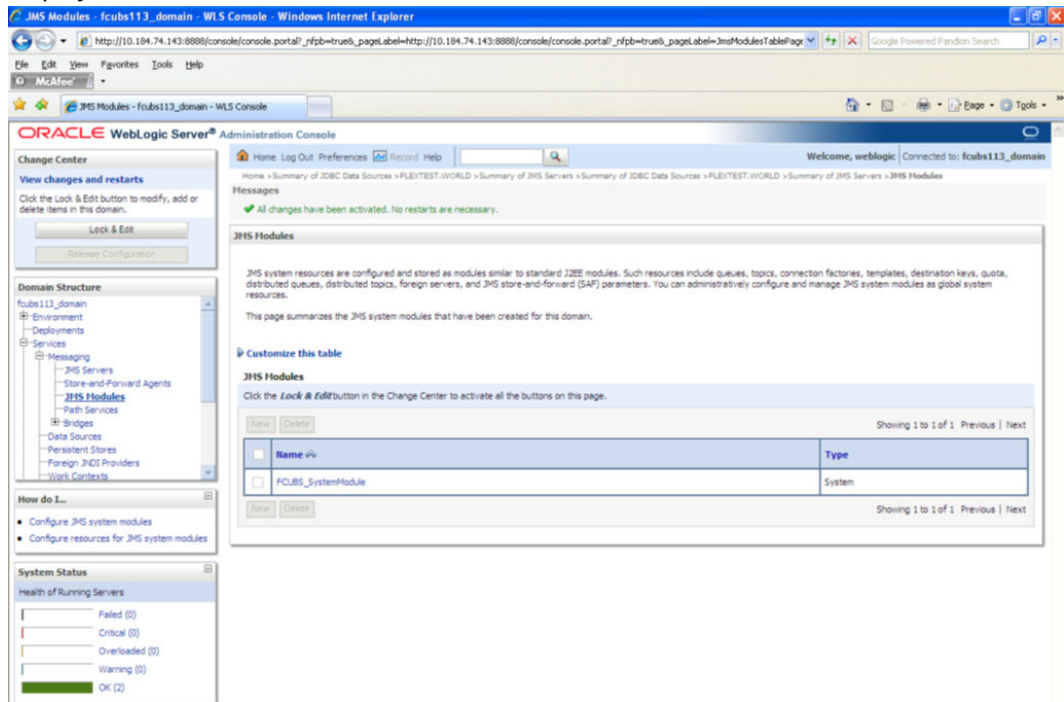 JMS Modules - fcubs113_domain - WLS Console - Windows Internet Explorer
http://10.184.74.143:8888/console/console.portal?_nfpb=true&_pageLabel=http://10.184.74.143:8888/console/console.portal?_nfpb=true&_pageLabel=JmsModulesTablePage
Google Powered Pandion Search
File Edit View Favorites Tools Help
McAfee
JMS Modules - fcubs113_domain - WLS Console
Page Tools
ORACLE WebLogic Server® Administration Console
Change Center
View changes and restarts
Click the Lock & Edit button to modify, add or
delete items in this domain.
Lock & Edit
Release Configuration
Domain Structure
fcubs113_domain
Environment
Deployments
Services
Messaging
JMS Servers
Store-and-Forward Agents
JMS Modules
Path Services
Bridges
Data Sources
Persistent Stores
Foreign JNDI Providers
Work Contexts
How do I...
Configure JMS system modules
Configure resources for JMS system modules
System Status
Health of Running Servers
Failed (0)
Critical (0)
Overloaded (0)
Warning (0)
OK (2)
Home Log Out Preferences Record Help
Welcome, weblogic Connected to: fcubs113_domain
Home >Summary of JDBC Data Sources >FLEXTEST.WORLD >Summary of JMS Servers >Summary of JDBC Data Sources >FLEXTEST.WORLD >Summary of JMS Servers >JMS Modules
Messages
All changes have been activated. No restarts are necessary.
JMS Modules
JMS system resources are configured and stored as modules similar to standard J2EE modules. Such resources include queues, topics, connection factories, templates, destination keys, quota,
distributed queues, distributed topics, foreign servers, and JMS store-and-forward (SAF) parameters. You can administratively configure and manage JMS system modules as global system
resources.
This page summarizes the JMS system modules that have been created for this domain.
Customize this table
JMS Modules
Click the Lock & Edit button in the Change Center to activate all the buttons on this page.
New Delete Showing 1 to 1 of 1 Previous | Next
Name Type
FCUBS_SystemModule System
New Delete Showing 1 to 1 of 1 Previous | Next